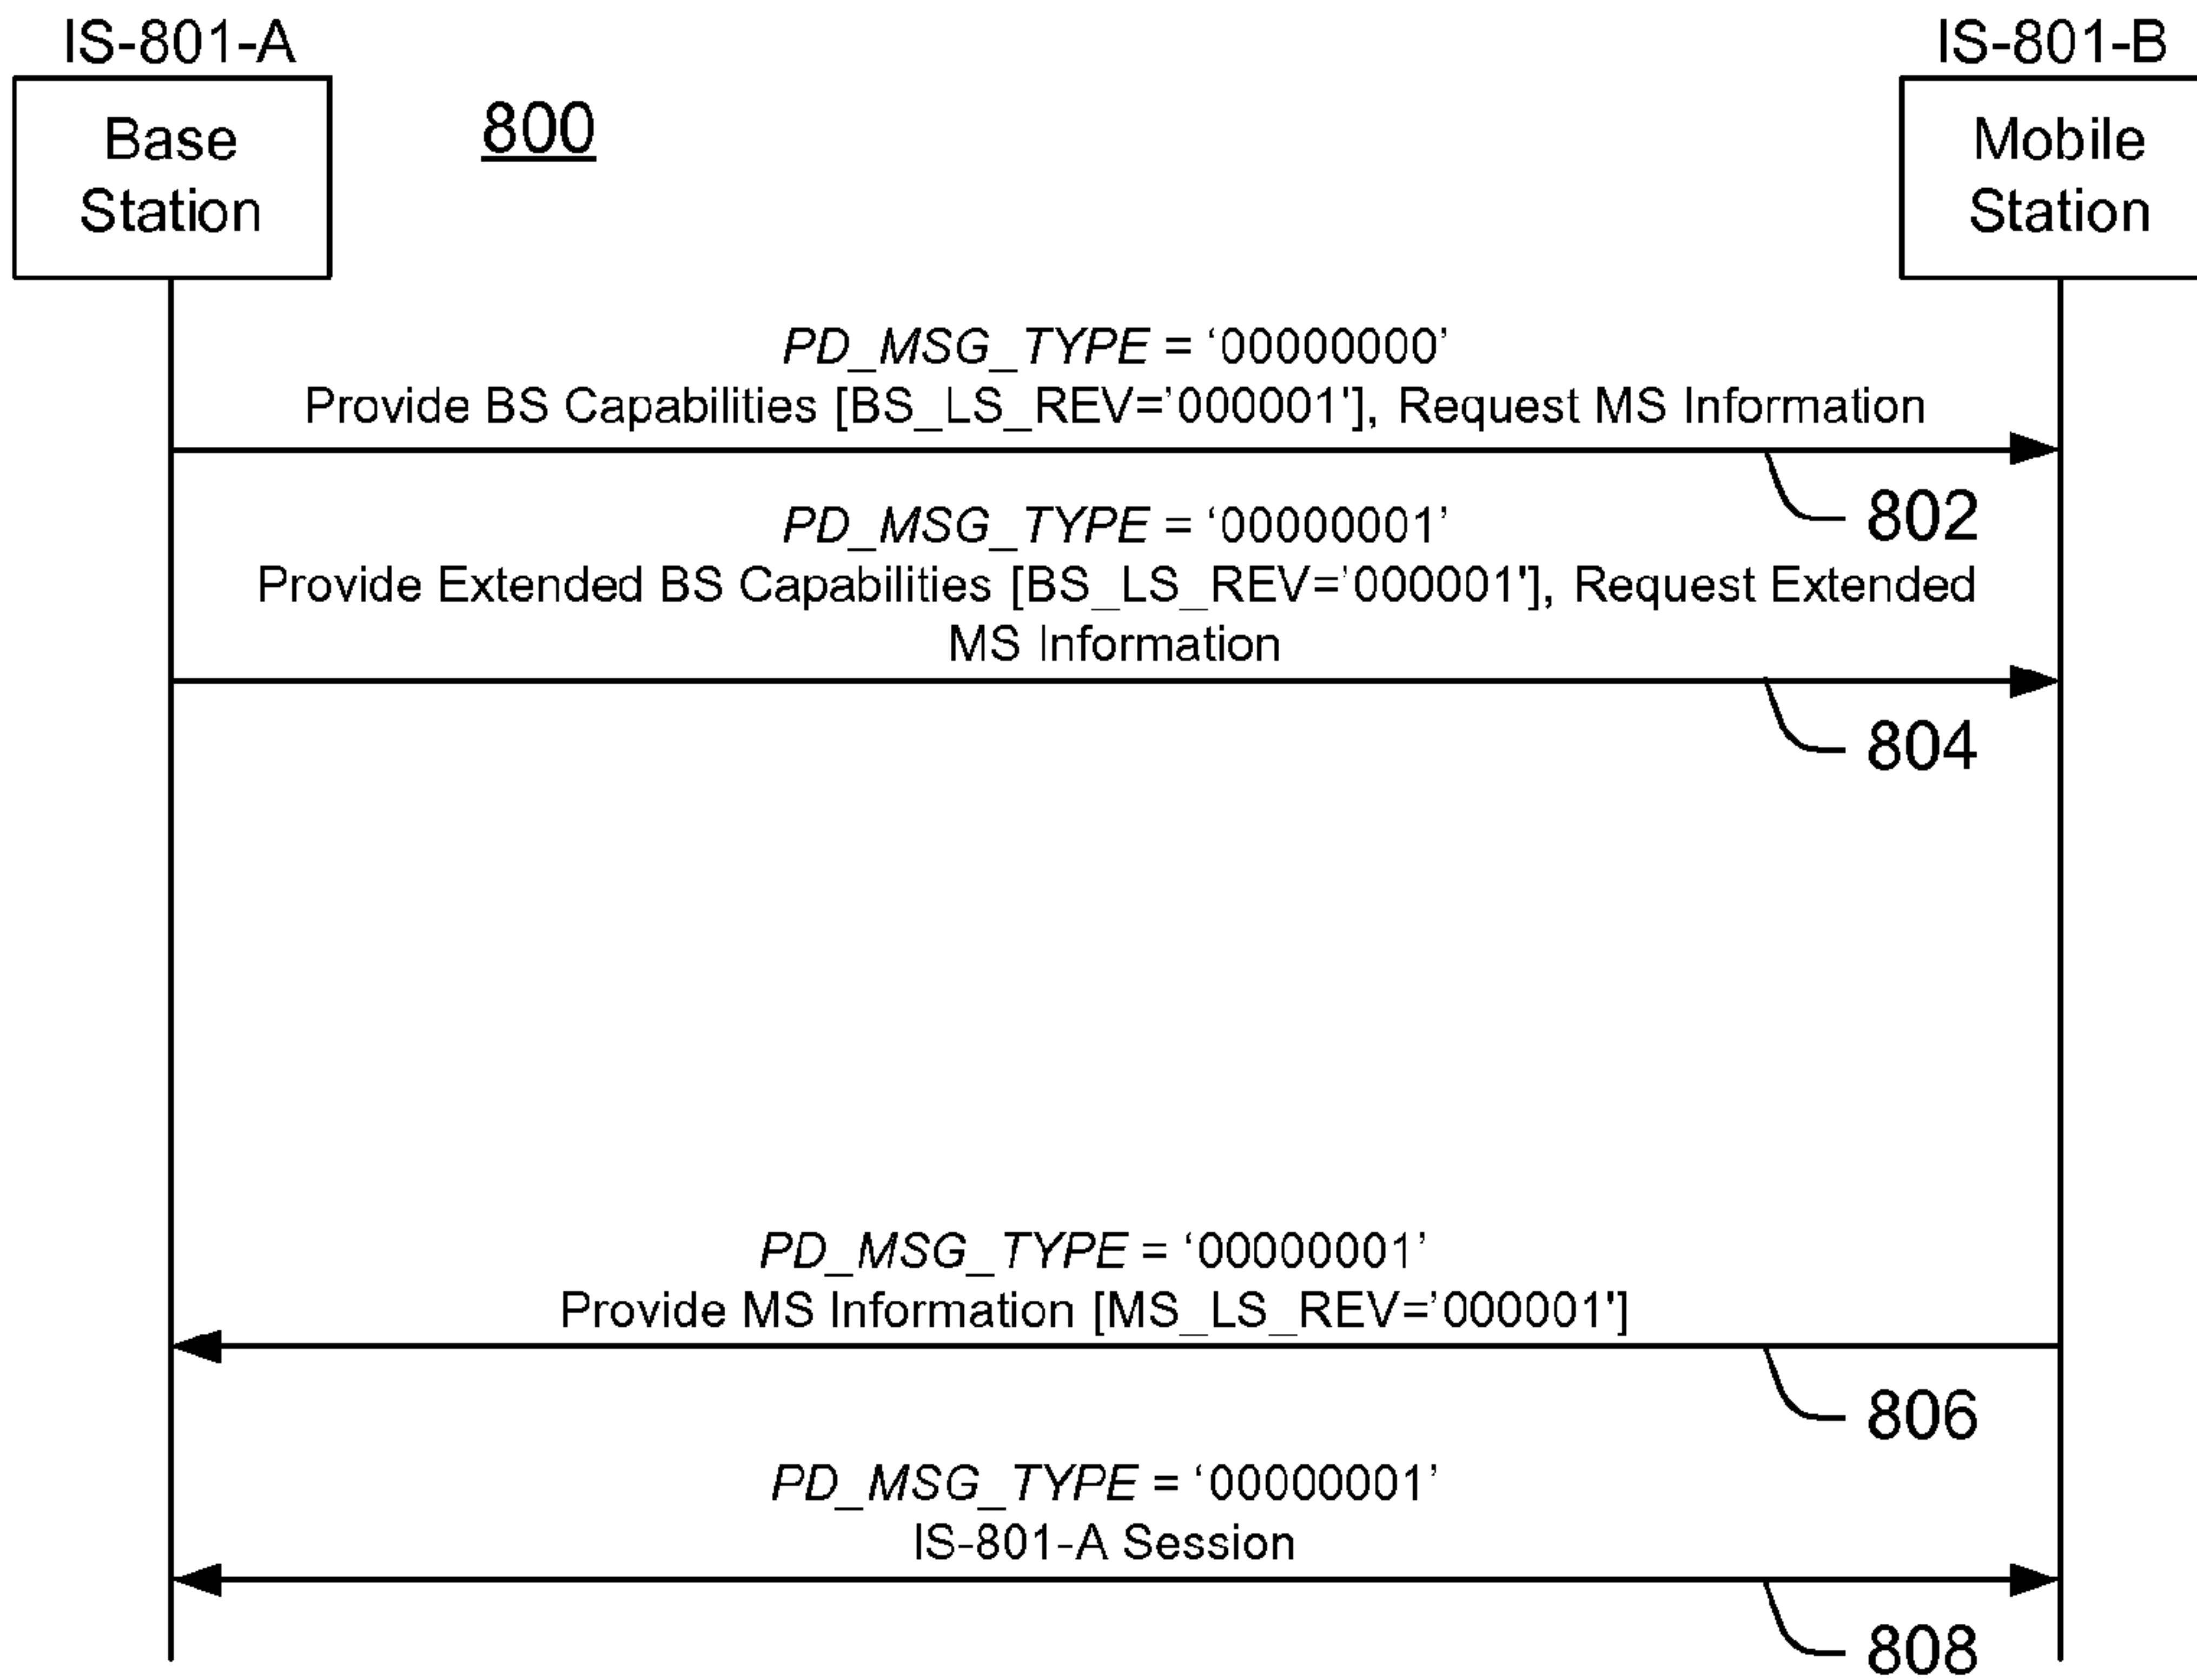 IS-801-A
IS-801-B
Base
Station
800
Mobile
Station
PD_MSG_TYPE = ‘00000000’
Provide BS Capabilities [BS_LS_REV='000001'], Request MS Information
802
PD_MSG_TYPE = ‘00000001’
Provide Extended BS Capabilities [BS_LS_REV='000001'], Request Extended
MS Information
804
PD_MSG_TYPE = ‘00000001’
Provide MS Information [MS_LS_REV='000001']
806
PD_MSG_TYPE = ‘00000001’
IS-801-A Session
808